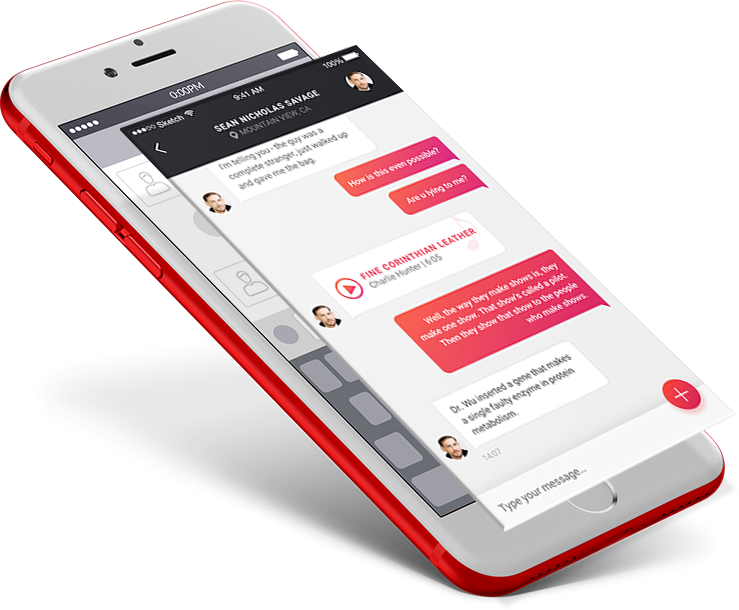 0:00PM
Sketch
9:41 AM
100%
SEAN NICHOLAS SAVAGE
MOUNTAIN VIEW, CA
I'm telling you - the guy was a
complete stranger, just walked up
and gave me the bag.
How is this even possible?
Are u lying to me?
FINE CORINTHIAN LEATHER
Charlie Hunter | 6:05
Well, the way they make shows is, they
make one show. That show's called a pilot.
Then they show that show to the people
who make shows.
Dr. Wu inserted a gene that makes
a single faulty enzyme in protein
metabolism.
14:07
Type your message...